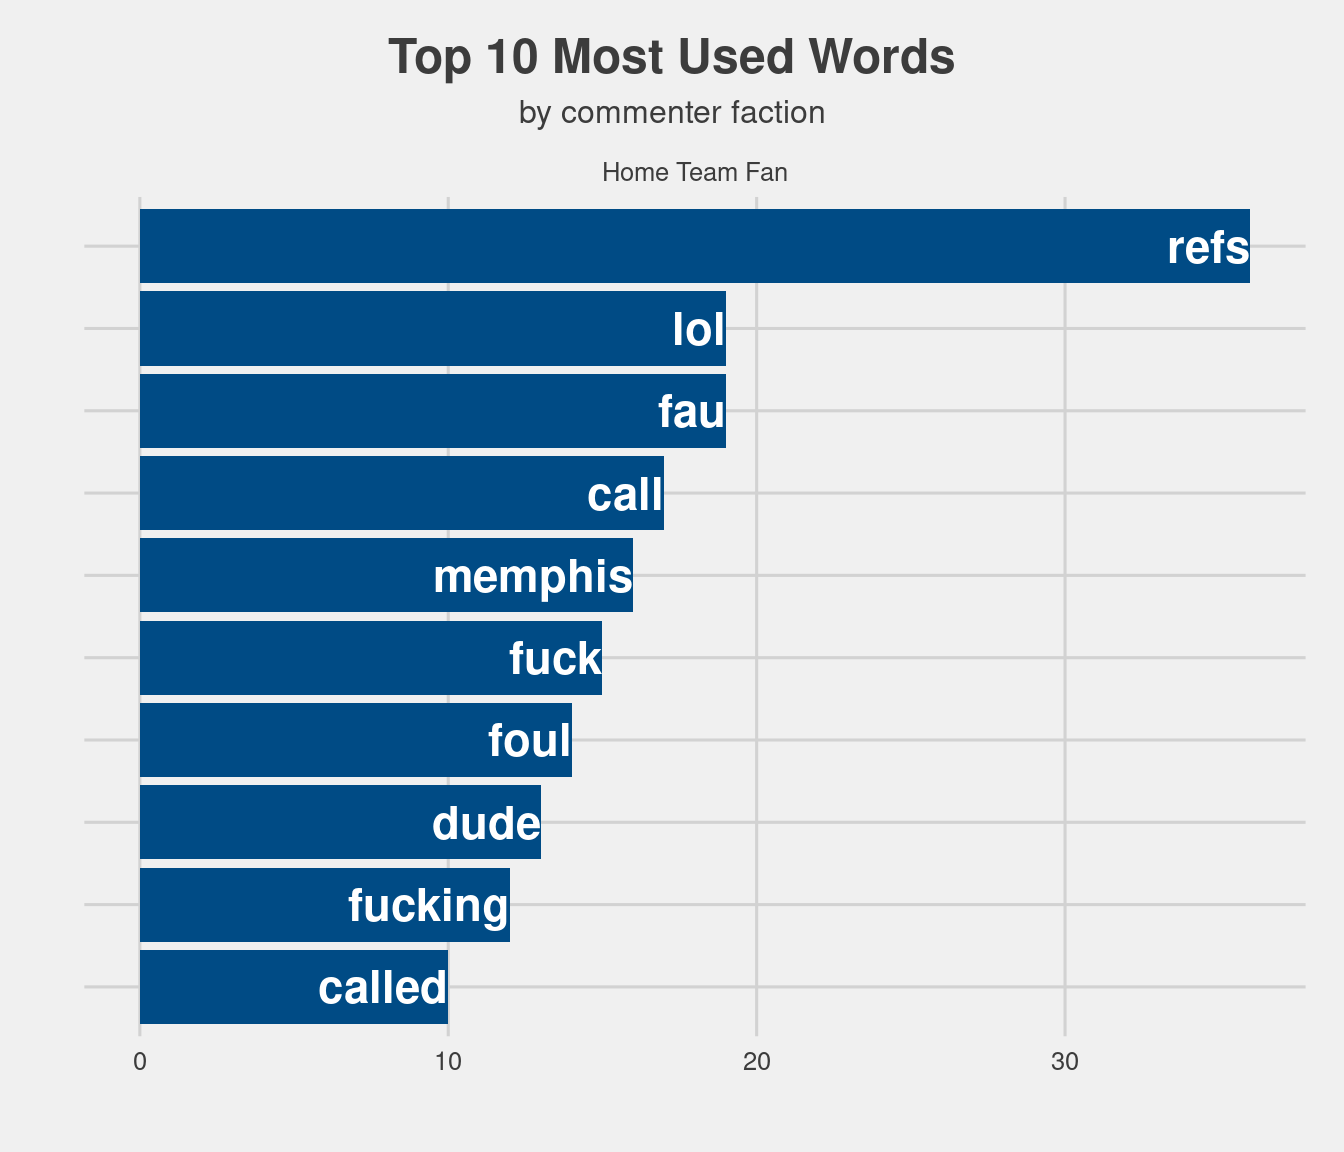 Top 10 Most Used Words
by commenter faction
Home Team Fan
refs
lol
fau
call
memphis
fuck
foul
dude
fucking
called
0 10 20 30